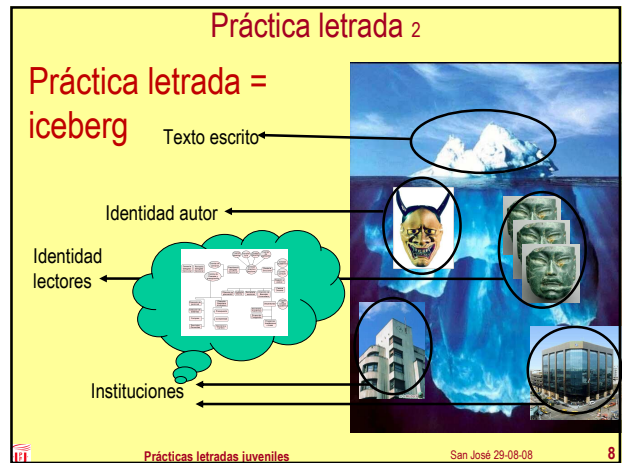 Práctica letrada 2
Práctica letrada =
iceberg
Texto escrito
Identidad autor
Identidad
lectores
Instituciones
Prácticas letradas juveniles
San José 29-08-08
8